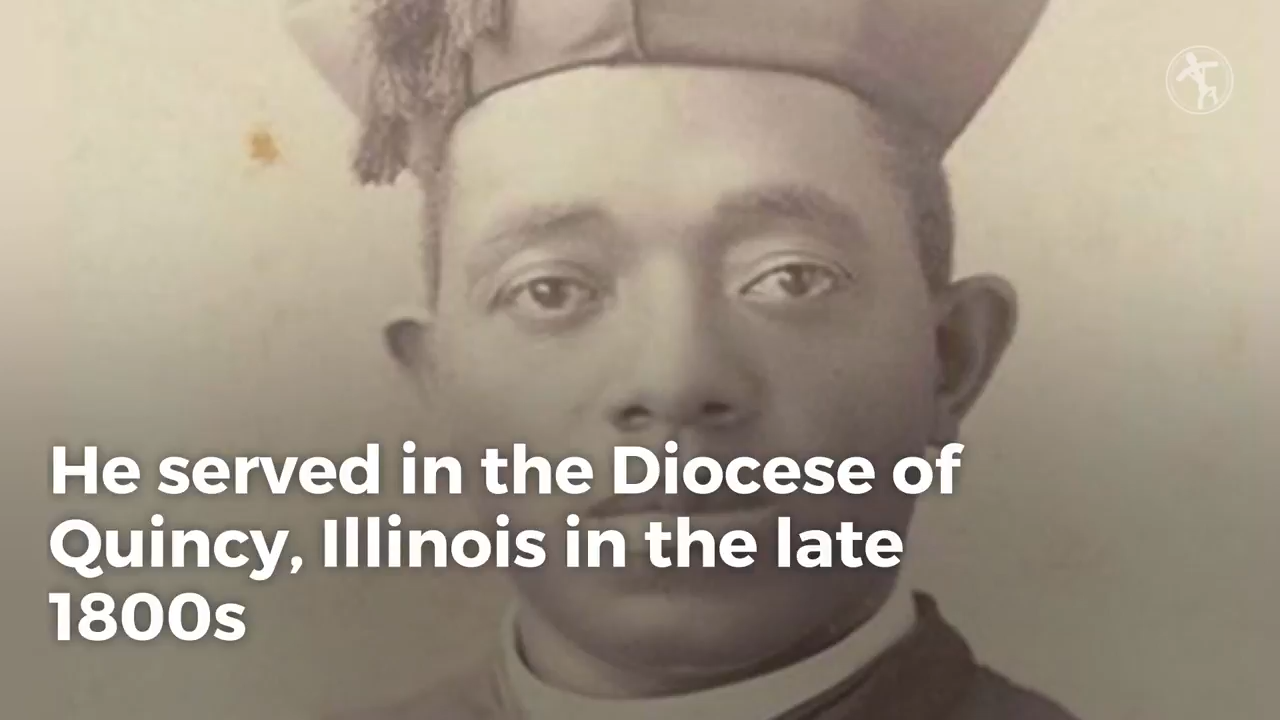 He served in the Diocese of
Quincy, Illinois in the late
1800s